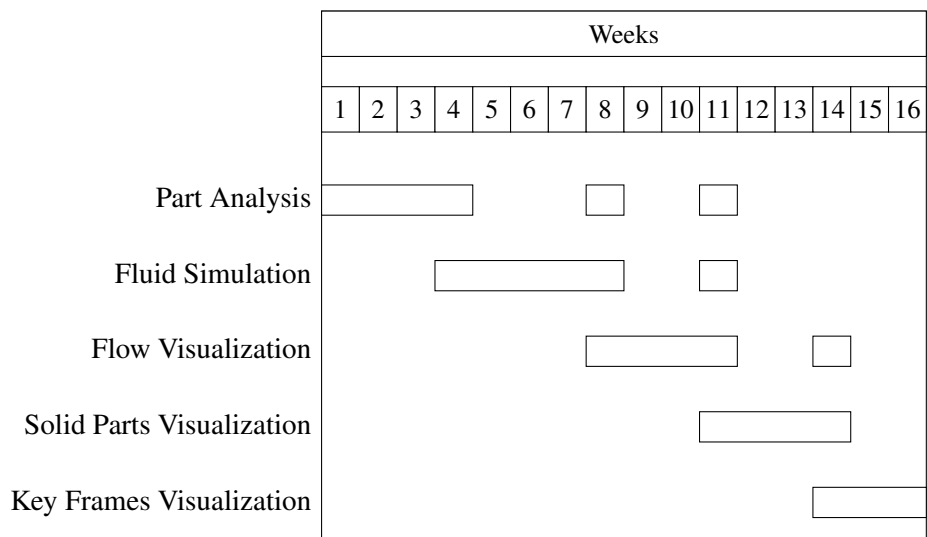 Weeks
1 2 3 4 5 6 7 8 9 10 11 12 13 14 15 16
Part Analysis
Fluid Simulation
Flow Visualization
Solid Parts Visualization
Key Frames Visualization